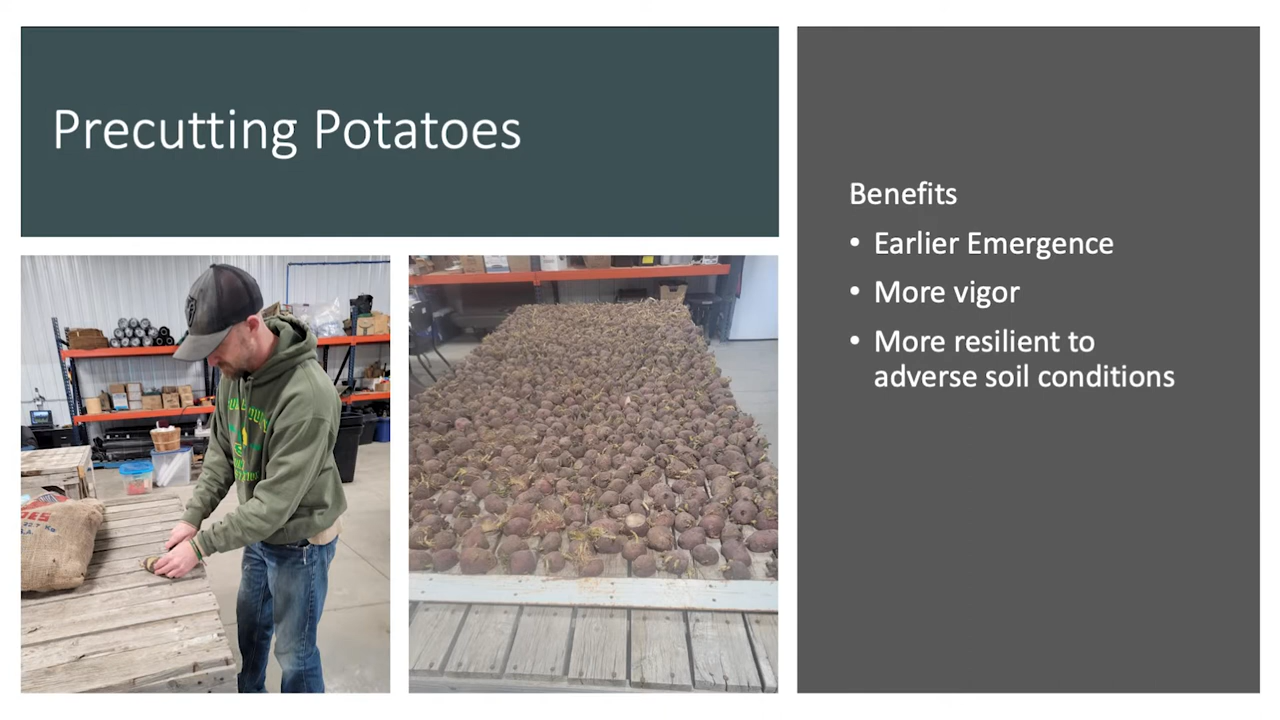 Precutting Potatoes
Benefits
• Earlier Emergence
• More vigor
• More resilient to
adverse soil conditions